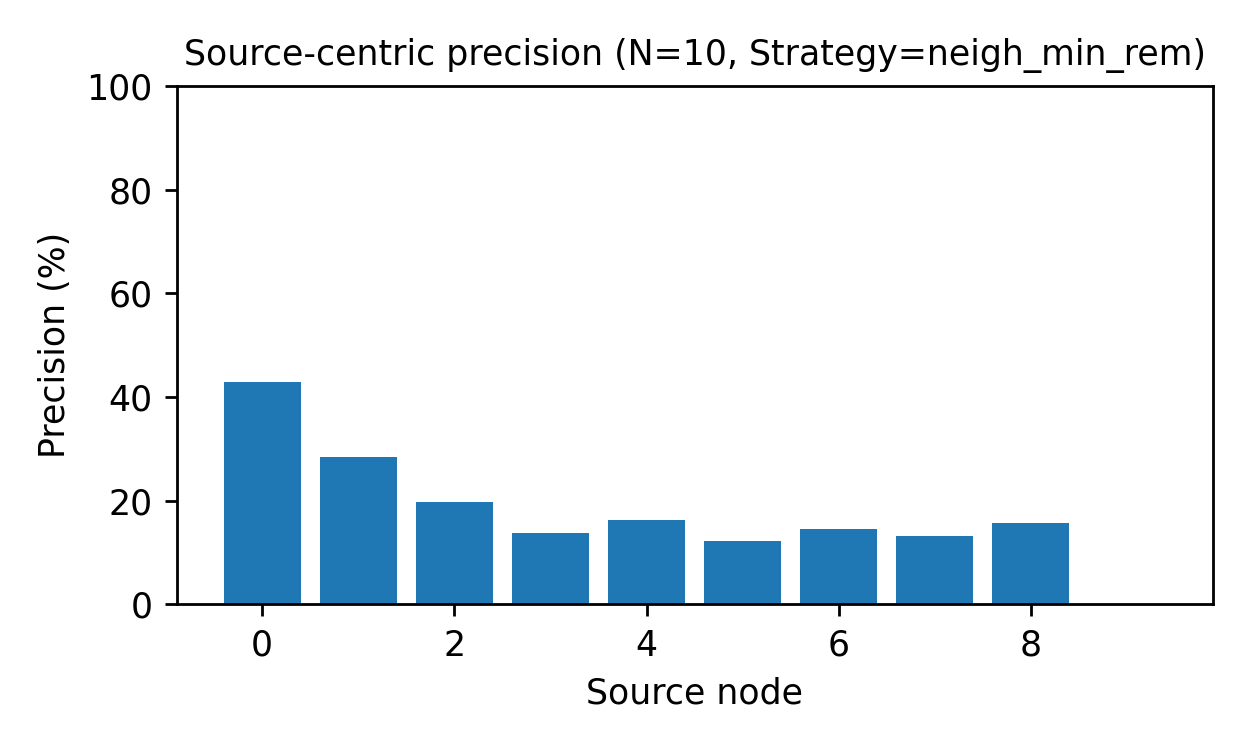 Source-centric precision (N=10, Strategy=neigh_min_rem)
100
80
60
40
20
0
Precision (%)
0 2 4 6 8
Source node